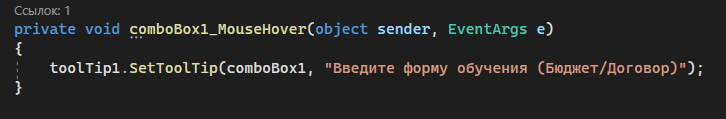 Ссылок: 1
private void comboBox1_MouseHover(object sender, EventArgs e)
{
toolTip1.SetToolTip(comboBox1, "Введите форму обучения (Бюджет/Договор)");
}